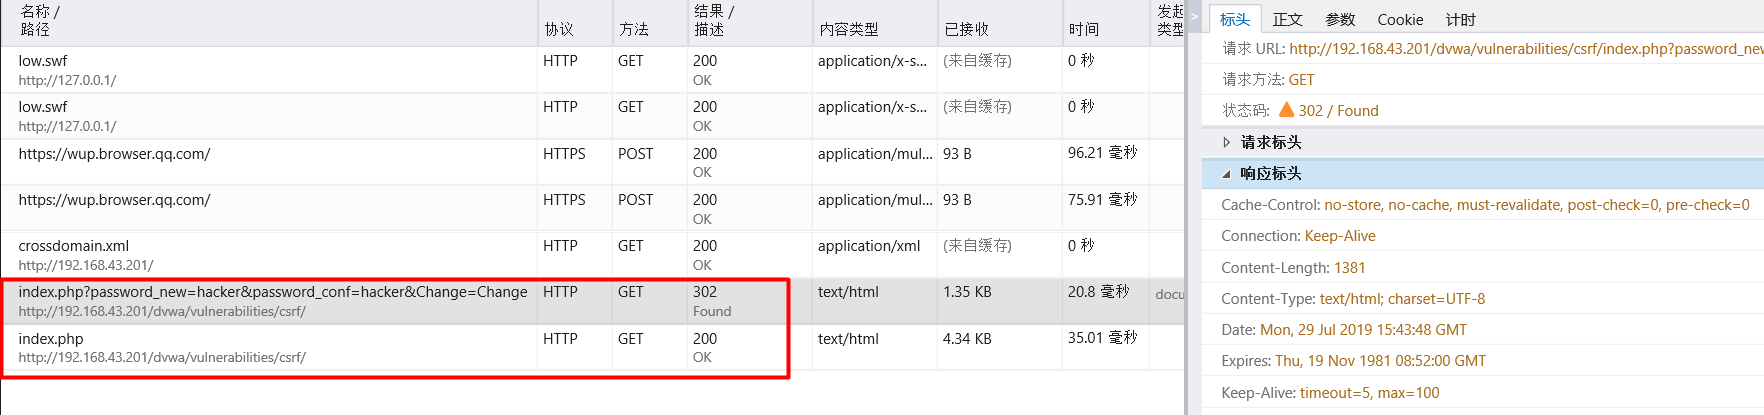 名称 / 路径 协议 方法 结果 / 描述 内容类型 已接收 时间 发起 类型
low.swf HTTP GET 200 application/x-s... (来自缓存) 0 秒
http://127.0.0.1/ OK
low.swf HTTP GET 200 application/x-s... (来自缓存) 0 秒
http://127.0.0.1/ OK
https://wup.browser.qq.com/ HTTPS POST 200 application/mul... 93 B 96.21 毫秒
OK
https://wup.browser.qq.com/ HTTPS POST 200 application/mul... 93 B 75.91 毫秒
OK
crossdomain.xml HTTP GET 200 application/xml (来自缓存) 0 秒
http://192.168.43.201/ OK
index.php?password_new=hacker&password_conf=hacker&Change=Change HTTP GET 302 text/html 1.35 KB 20.8 毫秒 docu
http://192.168.43.201/dvwa/vulnerabilities/csrf/ Found
index.php HTTP GET 200 text/html 4.34 KB 35.01 毫秒
http://192.168.43.201/dvwa/vulnerabilities/csrf/ OK
> 标头 正文 参数 Cookie 计时
请求 URL: http://192.168.43.201/dvwa/vulnerabilities/csrf/index.php?password_new
请求方法: GET
状态码: 302 / Found
请求标头
响应标头
Cache-Control: no-store, no-cache, must-revalidate, post-check=0, pre-check=0
Connection: Keep-Alive
Content-Length: 1381
Content-Type: text/html; charset=UTF-8
Date: Mon, 29 Jul 2019 15:43:48 GMT
Expires: Thu, 19 Nov 1981 08:52:00 GMT
Keep-Alive: timeout=5, max=100